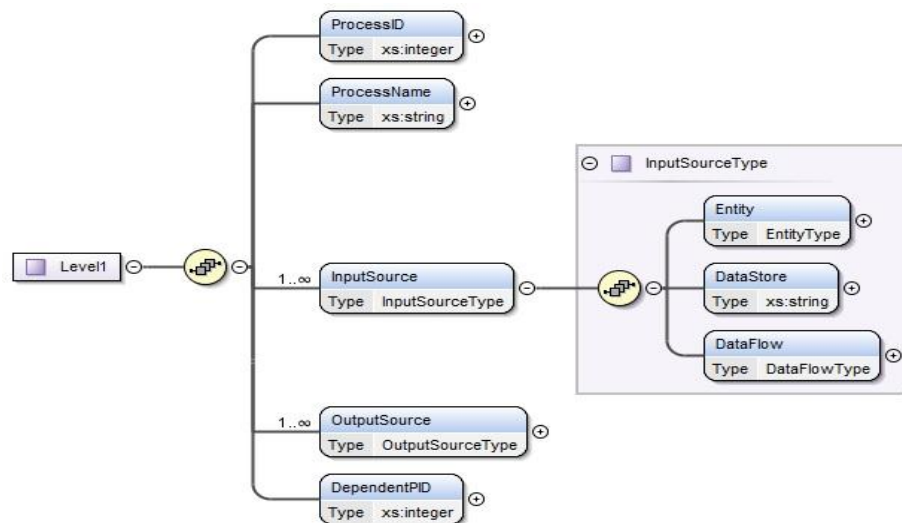 ProcessID
Type xs:integer
ProcessName
Type xs:string
InputSourceType
Entity
Type EntityType
Level1
1..∞
InputSource
Type InputSourceType
DataStore
Type xs:string
DataFlow
Type DataFlowType
1..∞
OutputSource
Type OutputSourceType
DependentPID
Type xs:integer